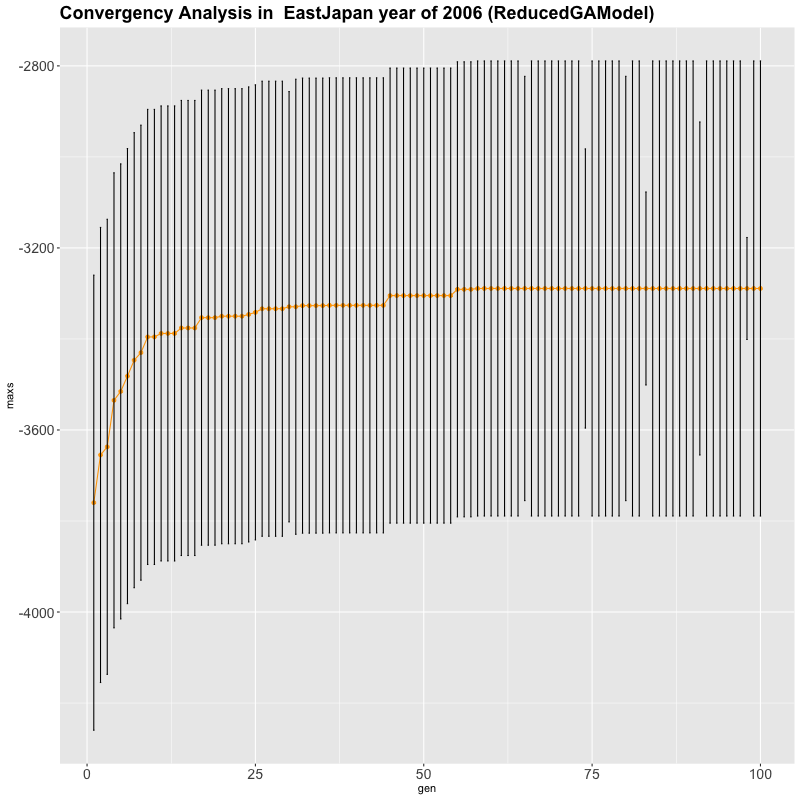 Convergency Analysis in  EastJapan year of 2006 (ReducedGAModel)
maxs
-2800
-3200
-3600
-4000
0 25 50 75 100
gen